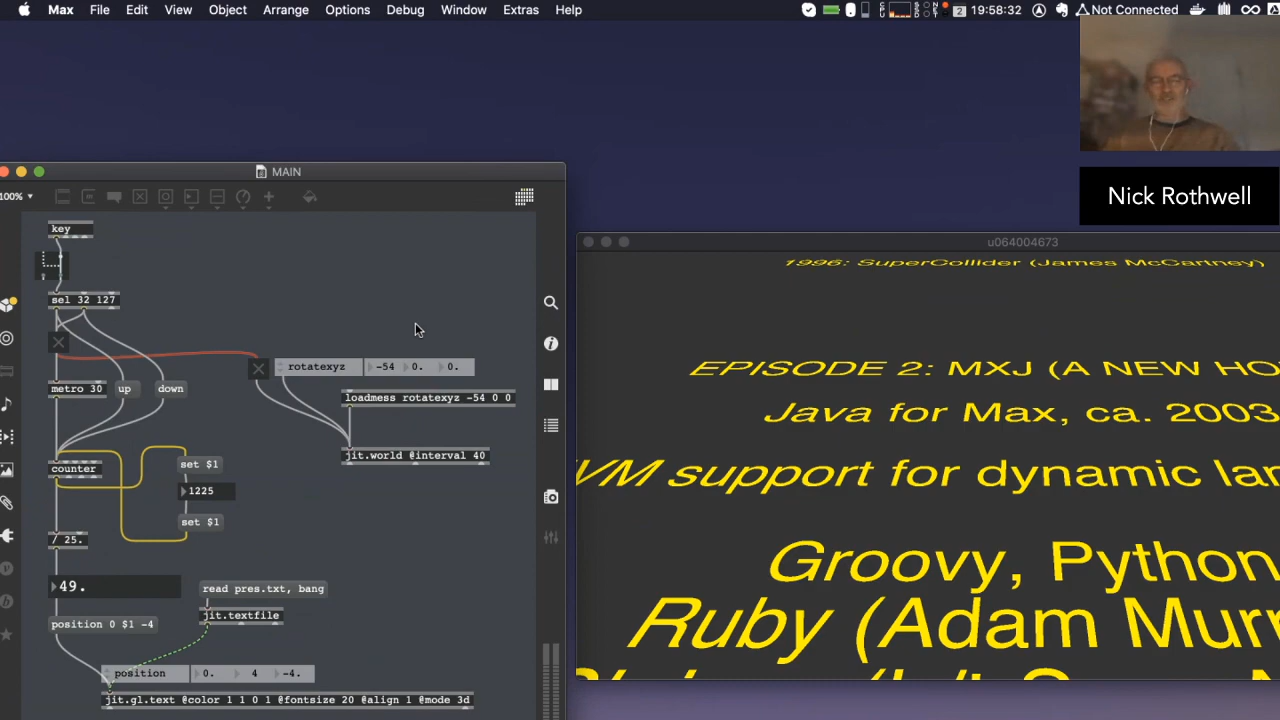 Max File Edit View Object Arrange Options Debug Window Extras Help
2 19:58:32 Not Connected
Nick Rothwell
MAIN
100%
key
sel 32 127
metro 30
up
down
rotatexyz
-54 0. 0.
loadmess rotatexyz -54 0 0
jit.world @interval 40
counter
set $1
1225
set $1
/ 25.
49.
read pres.txt, bang
jit.textfile
position 0 $1 -4
position
0. 4 -4.
jit.gl.text @color 1 1 0 1 @fontsize 20 @align 1 @mode 3d
u064004673
1996: SuperCollider (James McCartney)
EPISODE 2: MXJ (A NEW HO
Java for Max, ca. 2003
VM support for dynamic lan
Groovy, Python
Ruby (Adam Murr